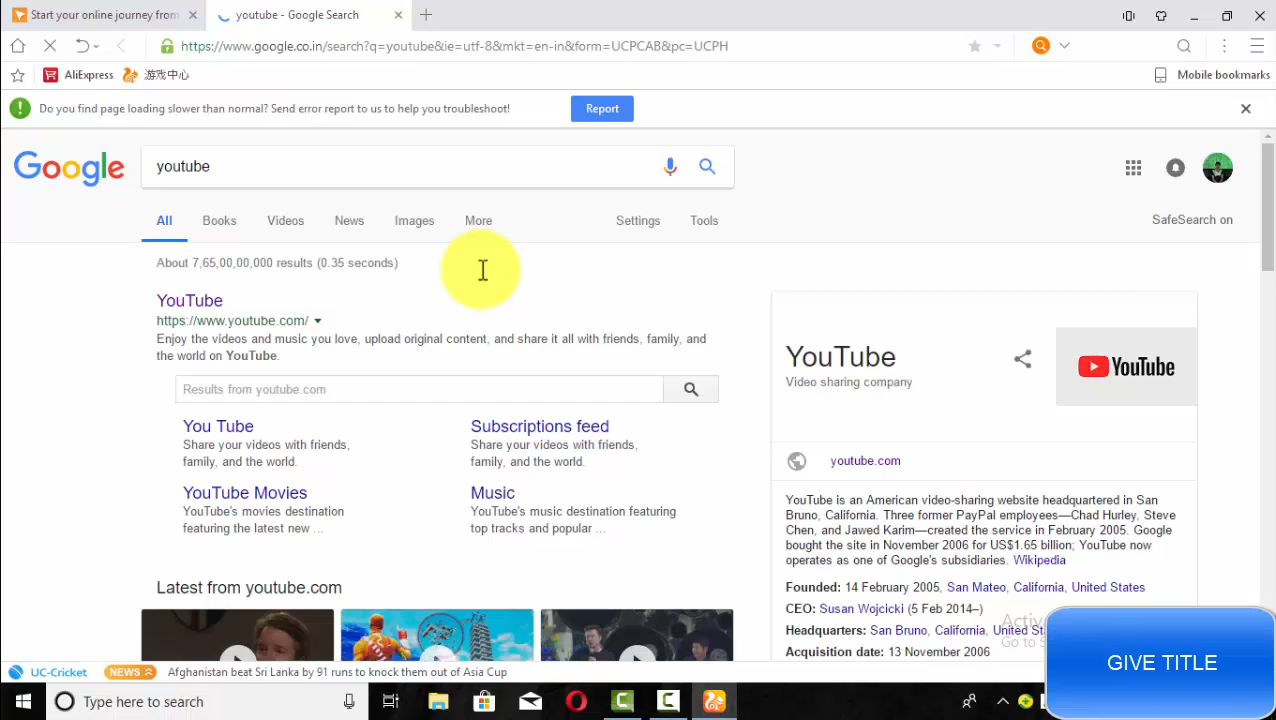 Start your online journey from
youtube - Google Search
https://www.google.co.in/search?q=youtube&ie=utf-8&mkt=en-in&form=UCPCAB&pc=UCPH
AliExpress
游戏中心
Mobile bookmarks
Do you find page loading slower than normal? Send error report to us to help you troubleshoot!
Report
Google
youtube
All
Books
Videos
News
Images
More
Settings
Tools
SafeSearch on
About 7,65,00,00,000 results (0.35 seconds)
YouTube
https://www.youtube.com/
Enjoy the videos and music you love, upload original content, and share it all with friends, family, and
the world on YouTube.
Results from youtube.com
You Tube
Share your videos with friends,
family, and the world.
Subscriptions feed
Share your videos with friends,
family, and the world.
YouTube Movies
YouTube's movies destination
featuring the latest new ...
Music
YouTube's music destination featuring
top tracks and popular ...
Latest from youtube.com
YouTube
Video sharing company
YouTube
youtube.com
YouTube is an American video-sharing website headquartered in San
Bruno, California. Three former PayPal employees—Chad Hurley, Steve
Chen, and Jawed Karim—created the service in February 2005. Google
bought the site in November 2006 for US$1.65 billion; YouTube now
operates as one of Google's subsidiaries. Wikipedia
Founded: 14 February 2005, San Mateo, California, United States
CEO: Susan Wojcicki (5 Feb 2014–)
Headquarters: San Bruno, California, United St
Acquisition date: 13 November 2006
Activ
Go to S
GIVE TITLE
UC-Cricket
NEWS
Afghanistan beat Sri Lanka by 91 runs to knock them out of Asia Cup
Type here to search